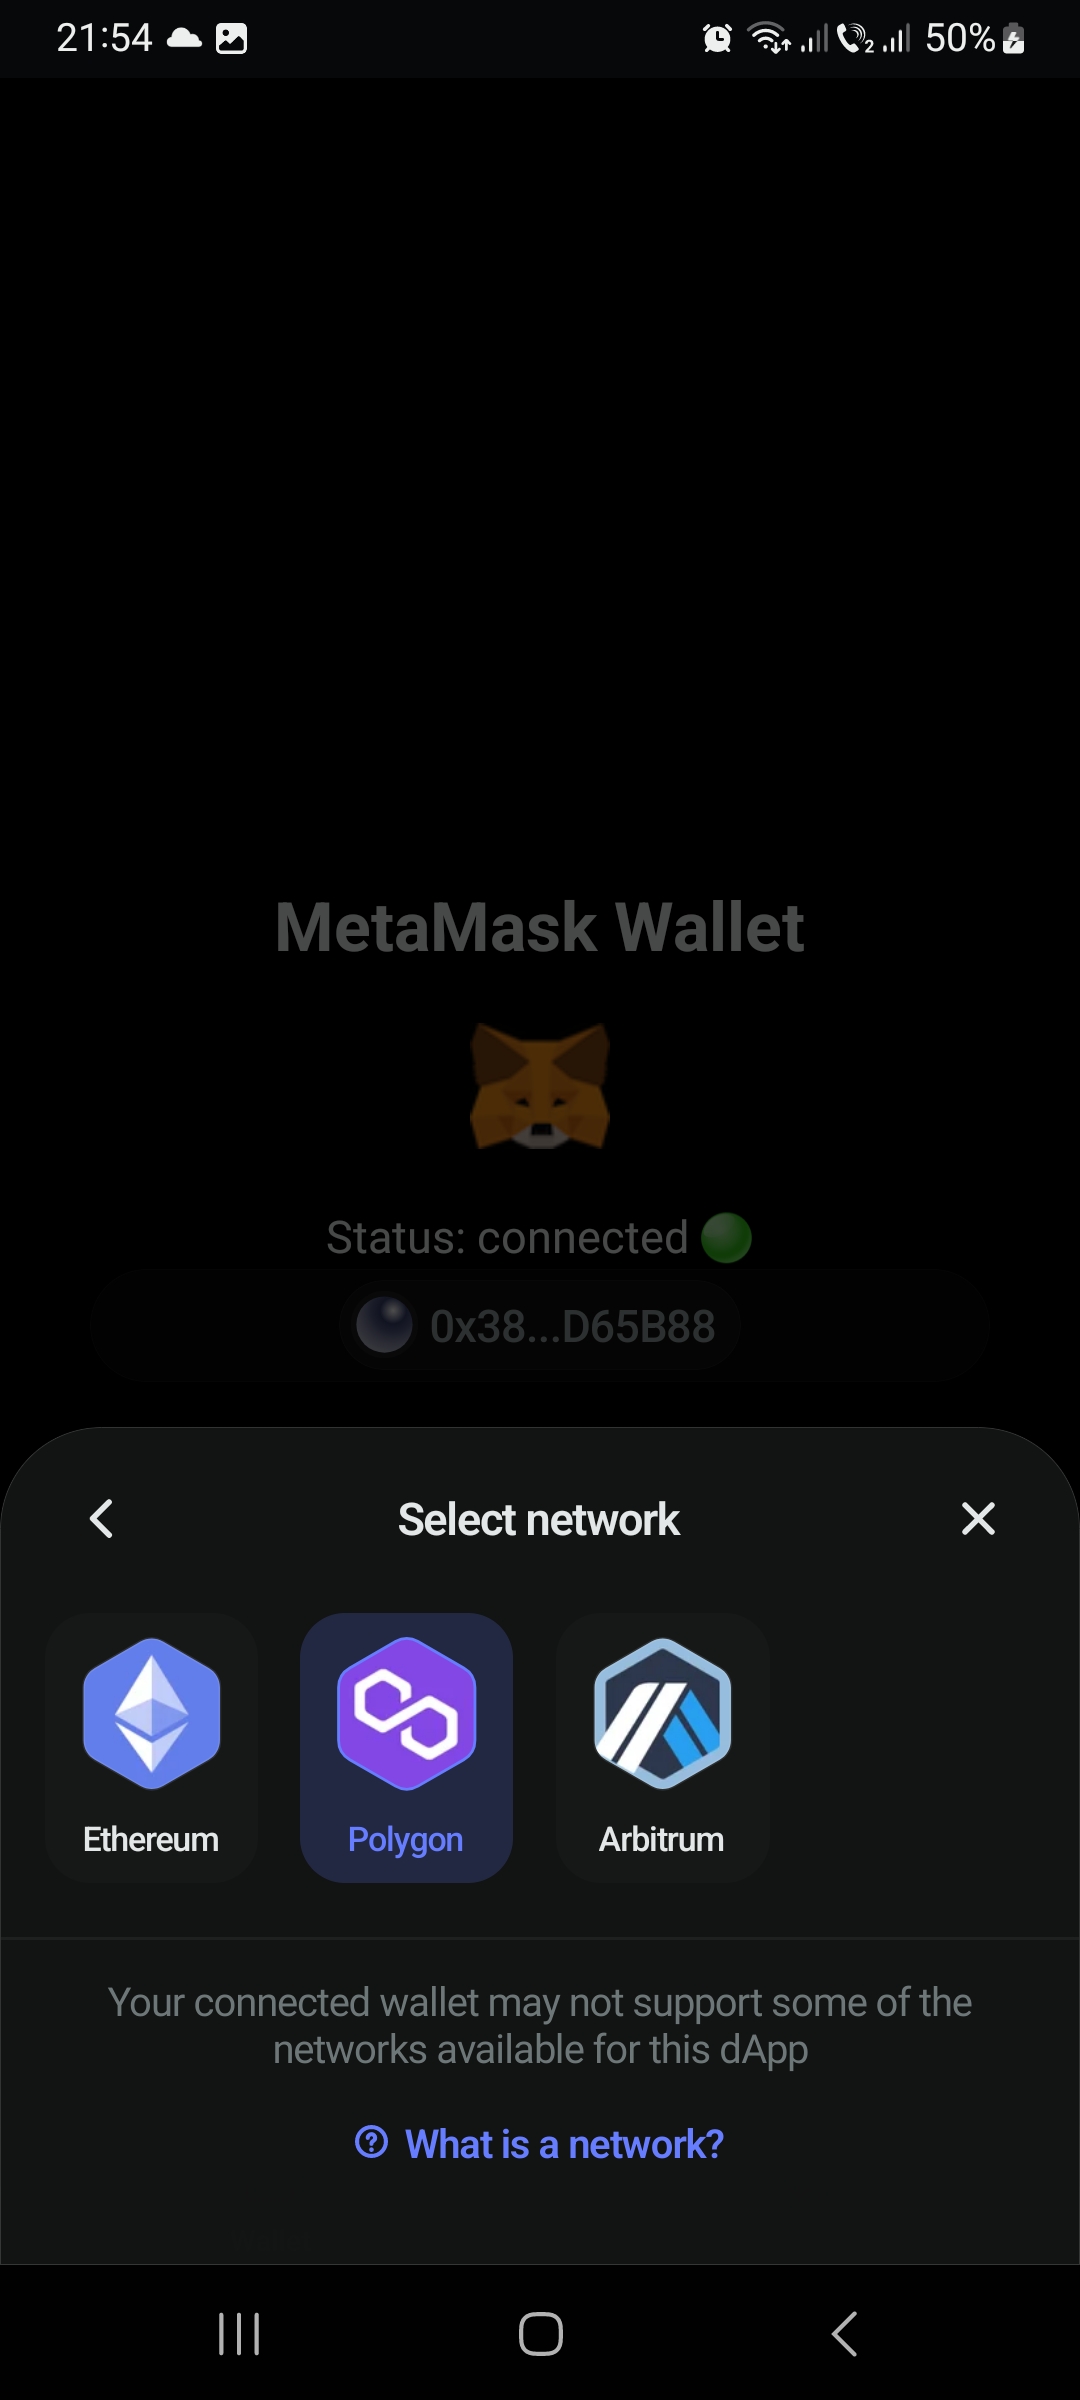 21:54
2
50%
MetaMask Wallet
Status: connected
0x38...D65B88
Select network
Ethereum
Polygon
Arbitrum
Your connected wallet may not support some of the
networks available for this dApp
What is a network?